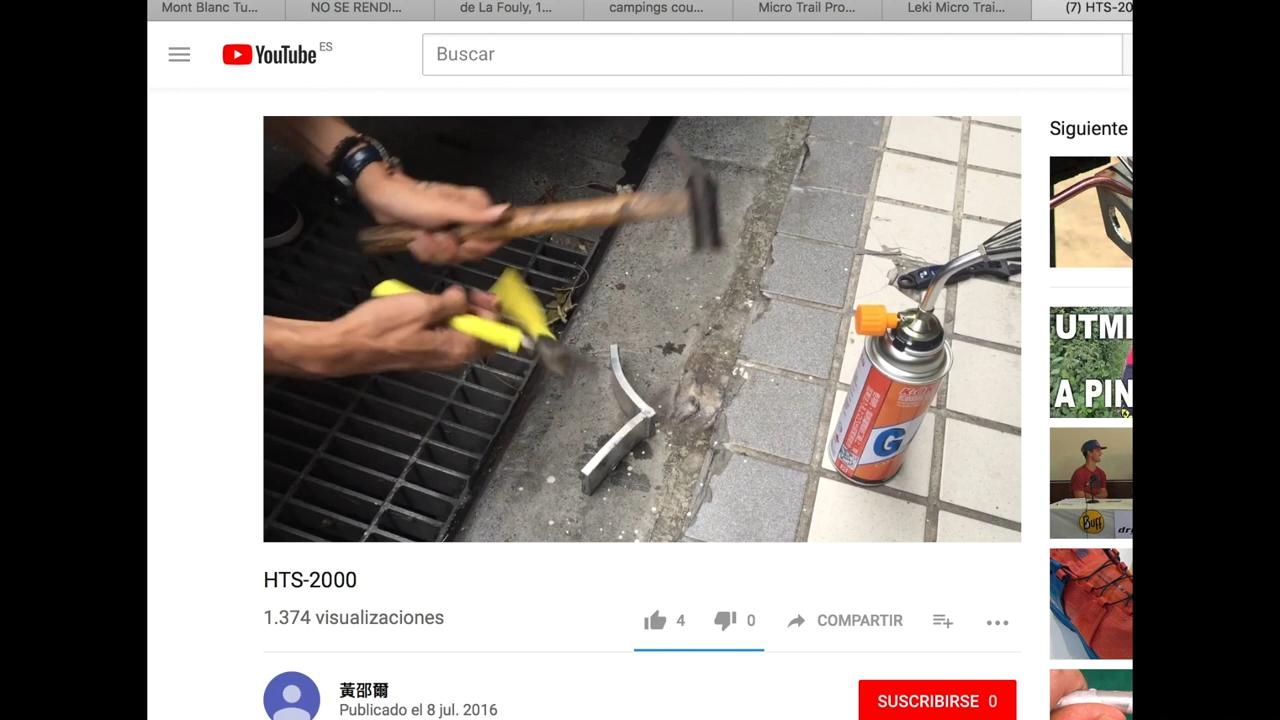 Mont Blanc Tu...
NO SE RENDI...
de La Fouly, 1...
campings cou...
Micro Trail Pro...
Leki Micro Trai...
(7) HTS-20
YouTube ES
Buscar
Siguiente
G
UTM
A PIN
BUFF
HTS-2000
1.374 visualizaciones
4
0
COMPARTIR
黃邵爾
Publicado el 8 jul. 2016
SUSCRIBIRSE 0